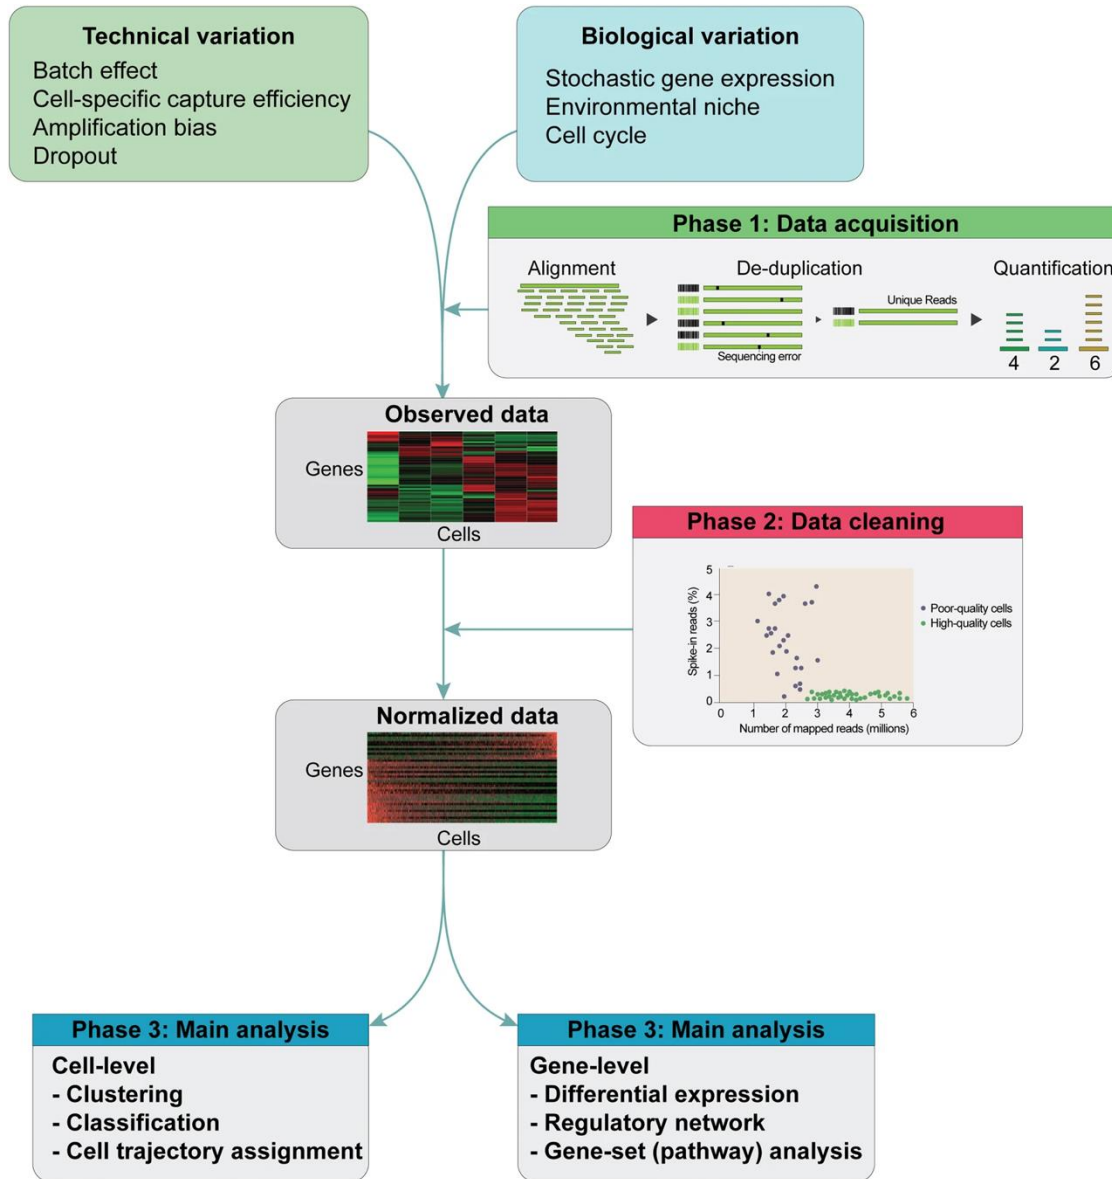 Technical variation
Batch effect
Cell-specific capture efficiency
Amplification bias
Dropout
Biological variation
Stochastic gene expression
Environmental niche
Cell cycle
Phase 1: Data acquisition
Alignment
De-duplication
Quantification
Unique Reads
Sequencing error
4
2
6
Observed data
Genes
Cells
Phase 2: Data cleaning
5
4
3
2
1
0
Spike-in reads (%)
Poor-quality cells
High-quality cells
0 1 2 3 4 5 6
Number of mapped reads (millions)
Normalized data
Genes
Cells
Phase 3: Main analysis
Cell-level
- Clustering
- Classification
- Cell trajectory assignment
Phase 3: Main analysis
Gene-level
- Differential expression
- Regulatory network
- Gene-set (pathway) analysis